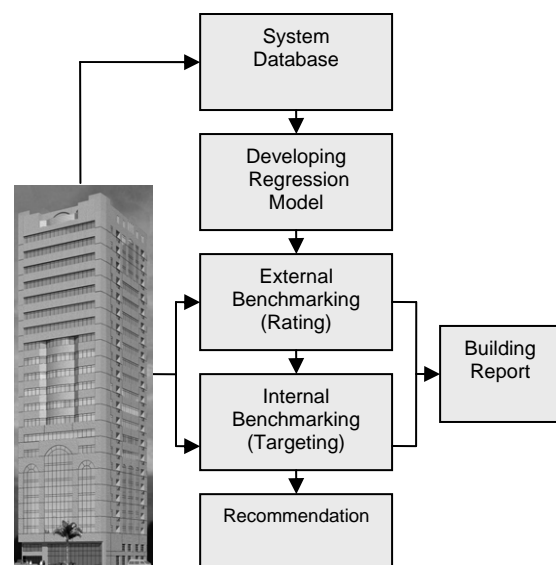 System
Database
Developing
Regression
Model
External
Benchmarking
(Rating)
Building
Report
Internal
Benchmarking
(Targeting)
Recommendation